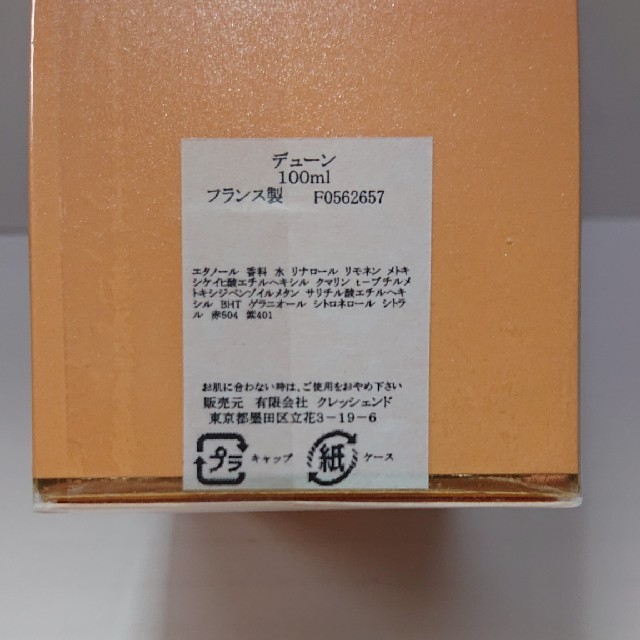 デューン
100ml
フランス製 F0562657
エタノール 香料 水 リナロール リモネン メトキ
シケイヒ酸エチルヘキシル クマリン t-ブチルメ
トキシジベンゾイルメタン サリチル酸エチルヘキ
シル BHT ゲラニオール シトロネロール シトラ
ル 赤504 紫401
お肌に合わない時は、ご使用をおやめ下さい
販売元 有限会社 クレッシェンド
東京都墨田区立花3-19-6
プラ キャップ 紙 ケース